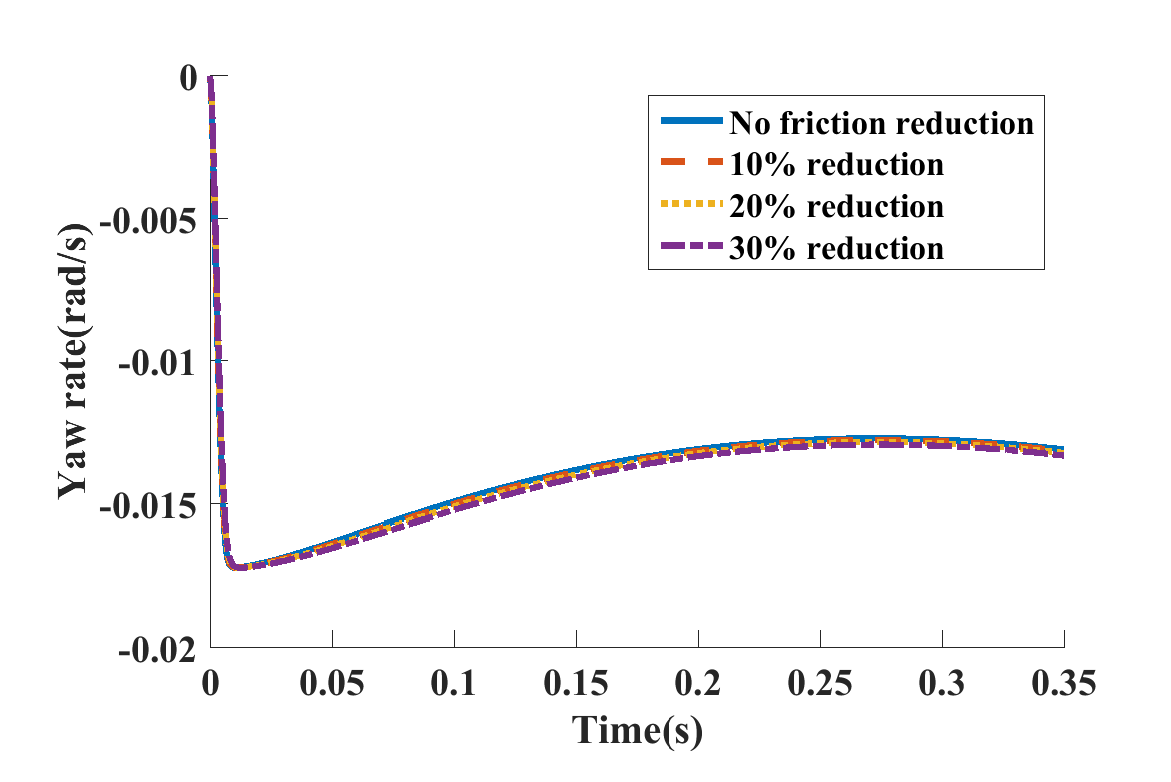 0
-0.005
-0.01
-0.015
-0.02
Yaw rate(rad/s)
No friction reduction
10% reduction
20% reduction
30% reduction
0 0.05 0.1 0.15 0.2 0.25 0.3 0.35
Time(s)